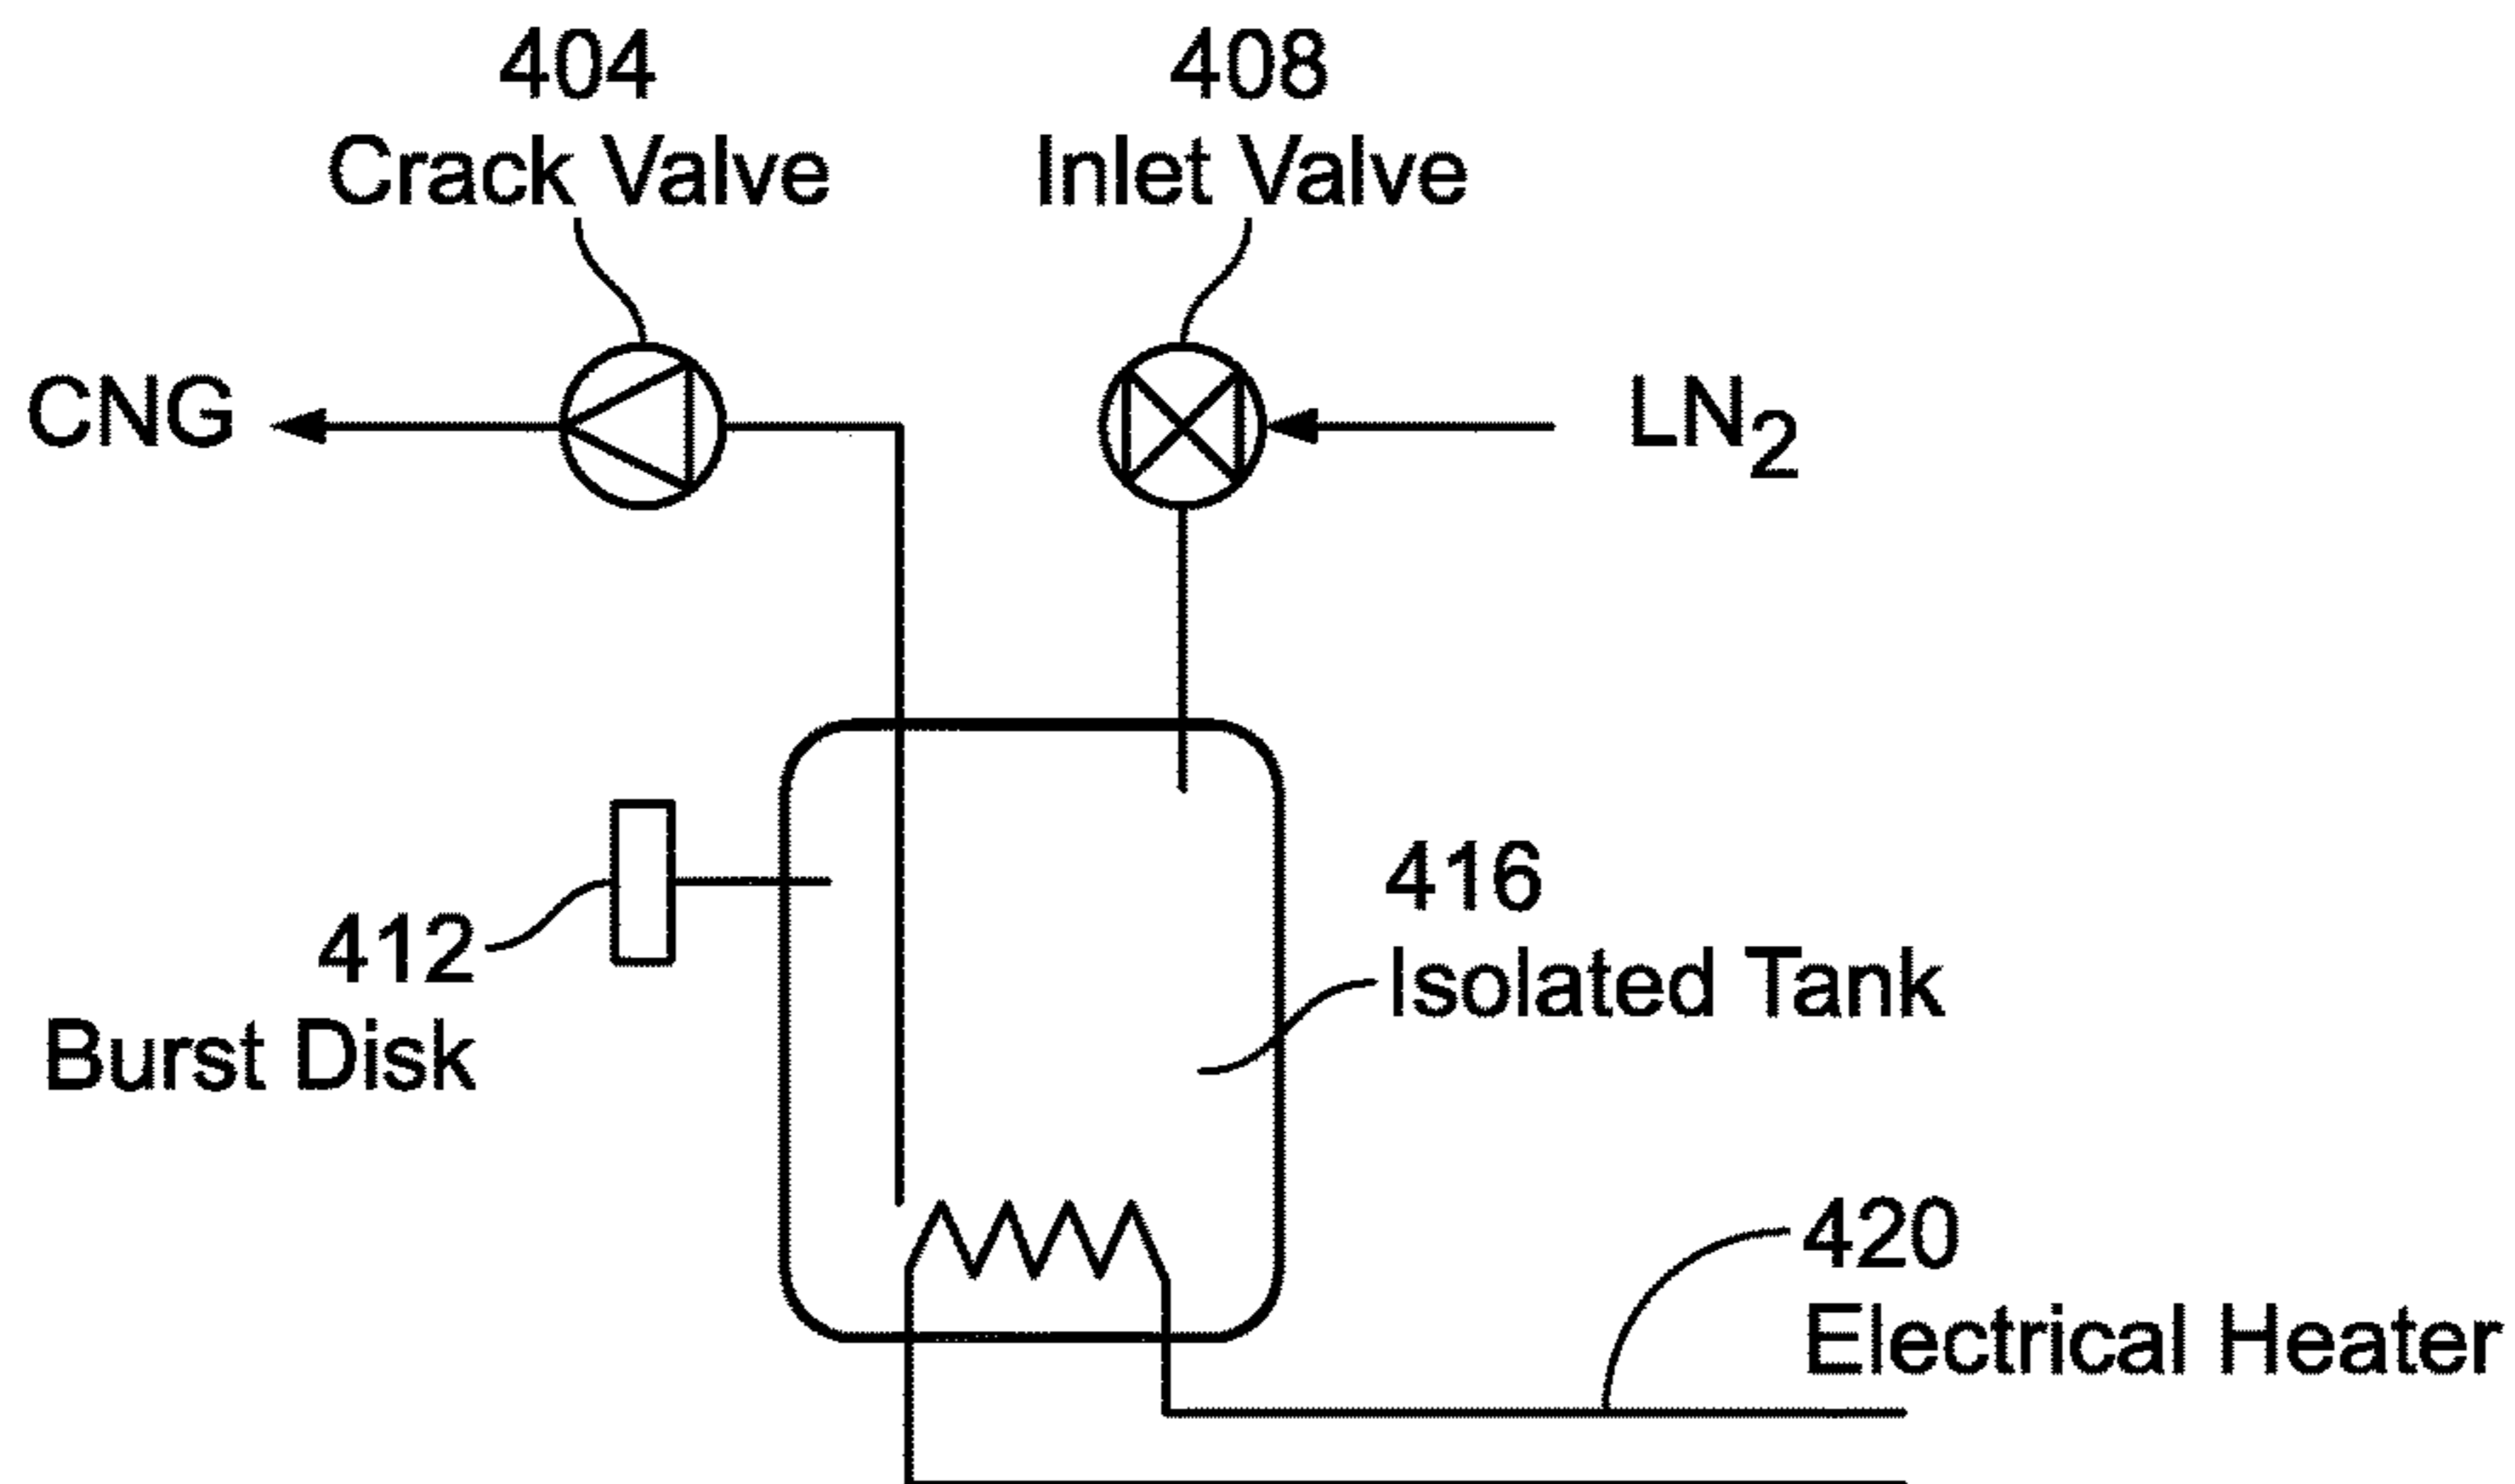 404
Crack Valve
408
Inlet Valve
CNG
LN2
412
Burst Disk
416
Isolated Tank
420
Electrical Heater